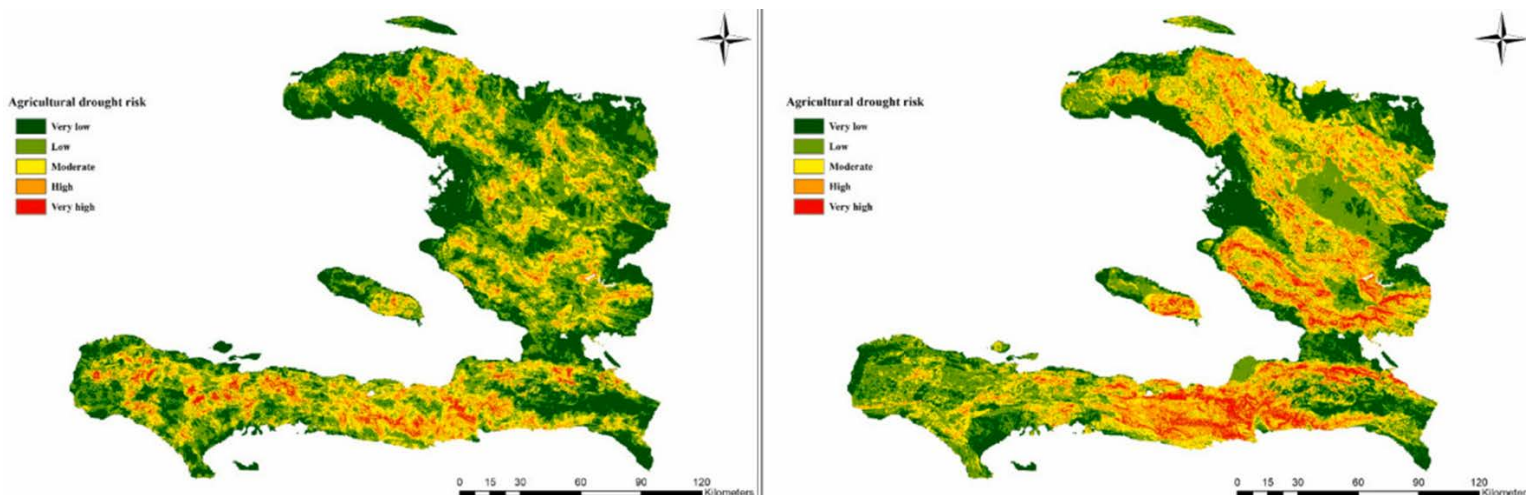 Agricultural drought risk
Very low
Low
Moderate
High
Very high
0 15 30 60 90 120
Kilometers
Agricultural drought risk
Very low
Low
Moderate
High
Very high
0 15 30 60 90 120
Kilometers